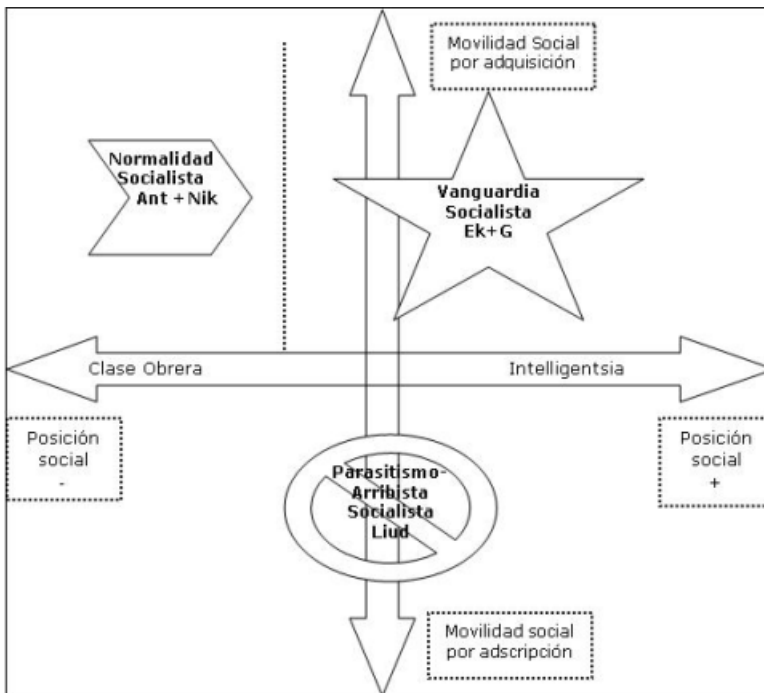 Movilidad Social
por adquisición
Normalidad
Socialista
Ant + Nik
Vanguardia
Socialista
Ek+G
Clase Obrera
Intelligentsia
Posición
social
-
Posición
social
+
Parasitismo-
Arribista
Socialista
Liud
Movilidad social
por adscripción